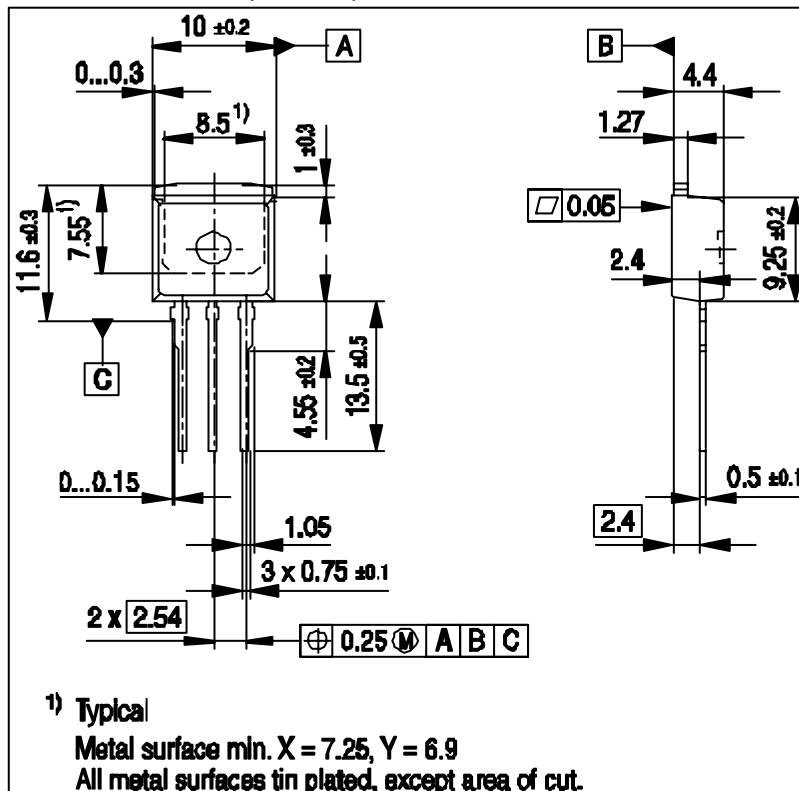 10 ±0.2
A
B
0...0.3
4.4
8.5 1)
1 ±0.3
1.27
0.05
11.6 ±0.3
7.55 1)
2.4
9.25 ±0.2
C
4.55 ±0.2
13.5 ±0.5
0...0.15
0.5 ±0.1
1.05
2.4
3 x 0.75 ±0.1
2 x 2.54
0.25 Ⓜ A B C
1) Typical
Metal surface min. X = 7.25, Y = 6.9
All metal surfaces tin plated, except area of cut.